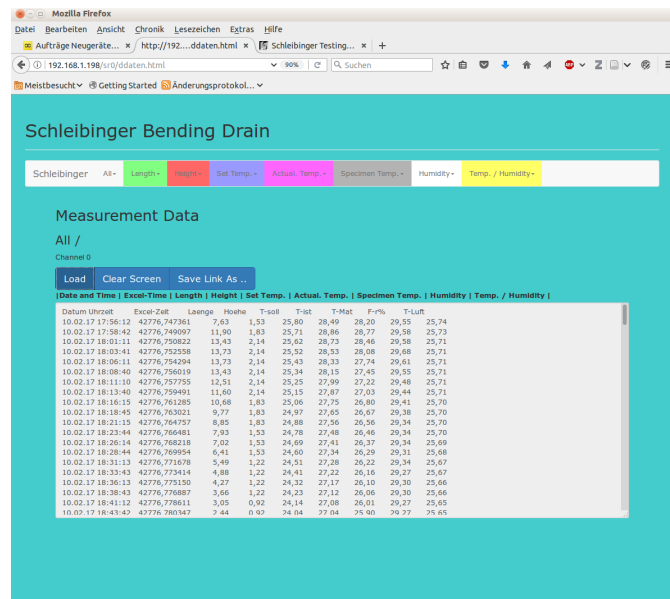 Mozilla Firefox
Datei Bearbeiten Ansicht Chronik Lesezeichen Extras Hilfe
Aufträge Neugeräte... × http://192....ddaten.html × Schleibinger Testing... × +
192.168.1.198/sr0/ddaten.html 90% Suchen
Meistbesucht Getting Started Änderungsprotokol...
Schleibinger Bending Drain
Schleibinger All Length Height Set Temp. Actual. Temp. Specimen Temp. Humidity Temp. / Humidity
Measurement Data
All /
Channel 0
Load Clear Screen Save Link As ..
|Date and Time | Excel-Time | Length | Height | Set Temp. | Actu. Temp. | Specimen Temp. | Humidity | Temp. / Humidity |
Datum Uhrzeit Excel-Zeit Laenge Hoehe T-soll T-ist T-Mat F-r% T-Luft
10.02.17 17:56:12 42776,747361 7,63 1,53 25,80 28,49 28,20 29,55 25,74
10.02.17 17:58:42 42776,749097 11,90 1,83 25,71 28,86 28,77 29,58 25,73
10.02.17 18:01:11 42776,750822 13,43 2,14 25,62 28,73 28,46 29,58 25,71
10.02.17 18:03:41 42776,752558 13,73 2,14 25,52 28,53 28,08 29,68 25,71
10.02.17 18:06:11 42776,754294 13,73 2,14 25,43 28,33 27,74 29,61 25,71
10.02.17 18:08:40 42776,756019 13,43 2,14 25,34 28,15 27,45 29,55 25,71
10.02.17 18:11:10 42776,757755 12,51 2,14 25,25 27,99 27,22 29,48 25,71
10.02.17 18:13:40 42776,759491 11,60 2,14 25,15 27,87 27,03 29,44 25,71
10.02.17 18:16:15 42776,761285 10,68 1,83 25,06 27,75 26,80 29,41 25,70
10.02.17 18:18:45 42776,763021 9,77 1,83 24,97 27,65 26,67 29,38 25,70
10.02.17 18:21:15 42776,764757 8,85 1,83 24,88 27,56 26,56 29,34 25,70
10.02.17 18:23:44 42776,766481 7,93 1,53 24,78 27,48 26,46 29,34 25,70
10.02.17 18:26:14 42776,768218 7,02 1,53 24,69 27,41 26,37 29,34 25,69
10.02.17 18:28:44 42776,769954 6,41 1,53 24,60 27,34 26,29 29,31 25,68
10.02.17 18:31:13 42776,771678 5,49 1,22 24,51 27,28 26,22 29,34 25,67
10.02.17 18:33:43 42776,773414 4,88 1,22 24,41 27,22 26,16 29,27 25,67
10.02.17 18:36:13 42776,775150 4,27 1,22 24,32 27,17 26,10 29,30 25,66
10.02.17 18:38:43 42776,776887 3,66 1,22 24,23 27,12 26,06 29,30 25,66
10.02.17 18:41:12 42776,778611 3,05 0,92 24,14 27,08 26,01 29,27 25,65
10.02.17 18:43:42 42776,780347 2,44 0,92 24,04 27,04 25,90 29,27 25,65